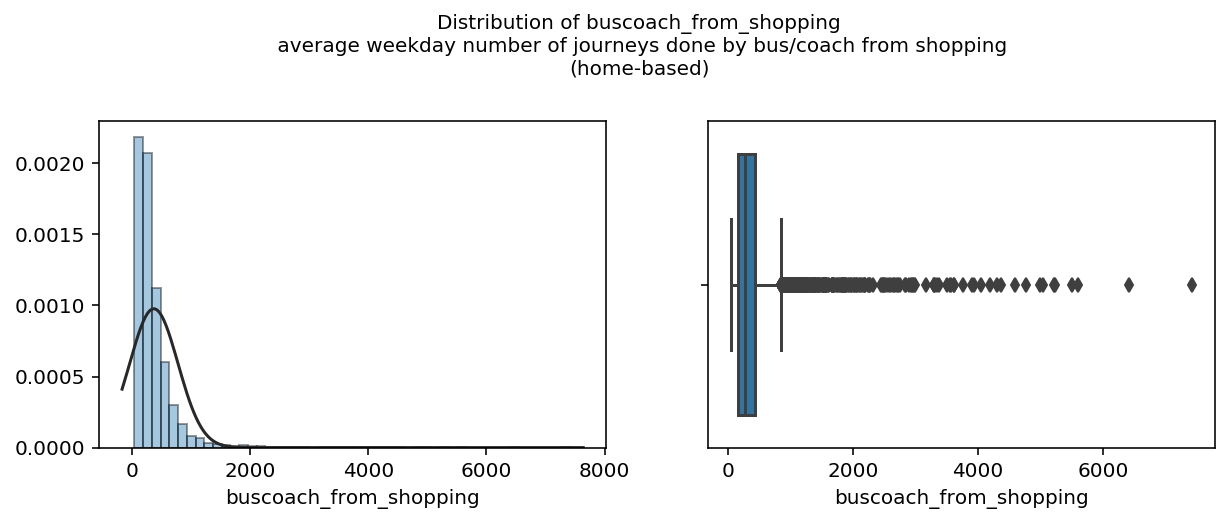 Distribution of buscoach_from_shopping
average weekday number of journeys done by bus/coach from shopping
(home-based)
0.0020
0.0015
0.0010
0.0005
0.0000
0 2000 4000 6000 8000
buscoach_from_shopping
0 2000 4000 6000
buscoach_from_shopping